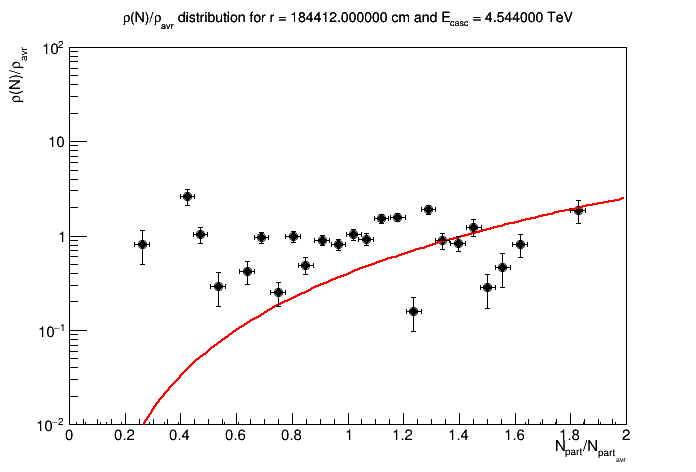 ρ(N)/ρavr distribution for r = 184412.000000 cm and Ecasc = 4.544000 TeV
ρ(N)/ρavr
10²
10
1
10⁻¹
10⁻²
0 0.2 0.4 0.6 0.8 1 1.2 1.4 1.6 1.8 2
Npart/Npartavr